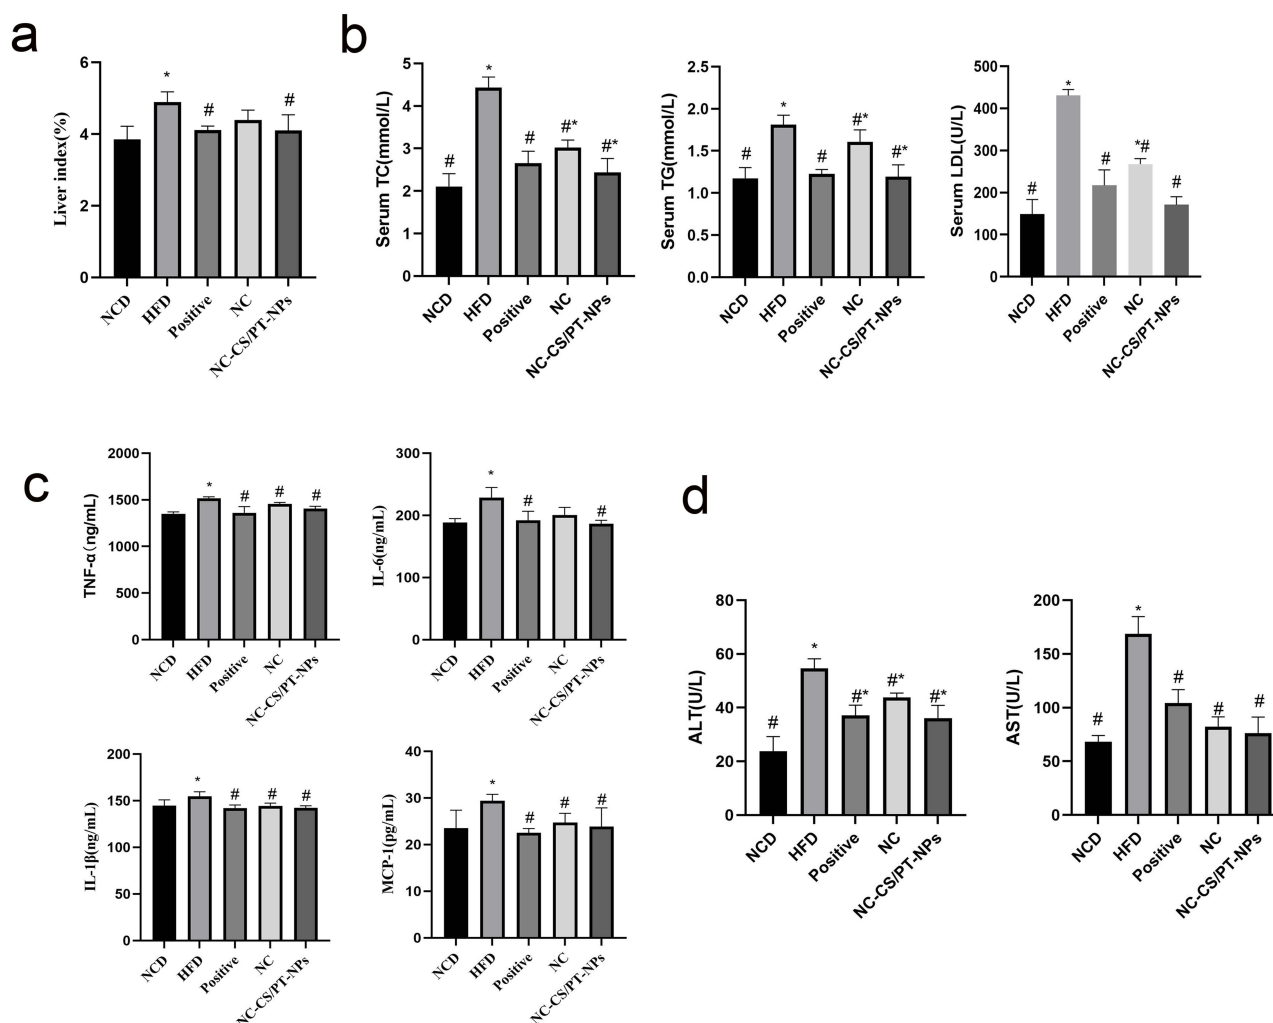 a
Liver index(%)
6
4
2
0
*
#
#
NCD
HFD
Positive
NC
NC-CS/PT-NPs
b
Serum TC(mmol/L)
5
4
3
2
1
0
#
*
#
#*
#*
NCD
HFD
Positive
NC
NC-CS/PT-NPs
Serum TG(mmol/L)
2.5
2.0
1.5
1.0
0.5
0.0
#
*
#
#*
#*
NCD
HFD
Positive
NC
NC-CS/PT-NPs
Serum LDL(U/L)
500
400
300
200
100
0
#
*
#
*#
#
NCD
HFD
Positive
NC
NC-CS/PT-NPs
c
TNF-α(ng/mL)
2000
1500
1000
500
0
*
#
#
#
NCD
HFD
Positive
NC
NC-CS/PT-NPs
IL-6(ng/mL)
300
200
100
0
*
#
#
NCD
HFD
Positive
NC
NC-CS/PT-NPs
IL-1β(ng/mL)
200
150
100
50
0
*
#
#
#
NCD
HFD
Positive
NC
NC-CS/PT-NPs
MCP-1(pg/mL)
40
30
20
10
0
*
#
#
#
NCD
HFD
Positive
NC
NC-CS/PT-NPs
d
ALT(U/L)
80
60
40
20
0
#
*
#*
#*
#*
NCD
HFD
Positive
NC
NC-CS/PT-NPs
AST(U/L)
200
150
100
50
0
#
*
#
#
#
NCD
HFD
Positive
NC
NC-CS/PT-NPs